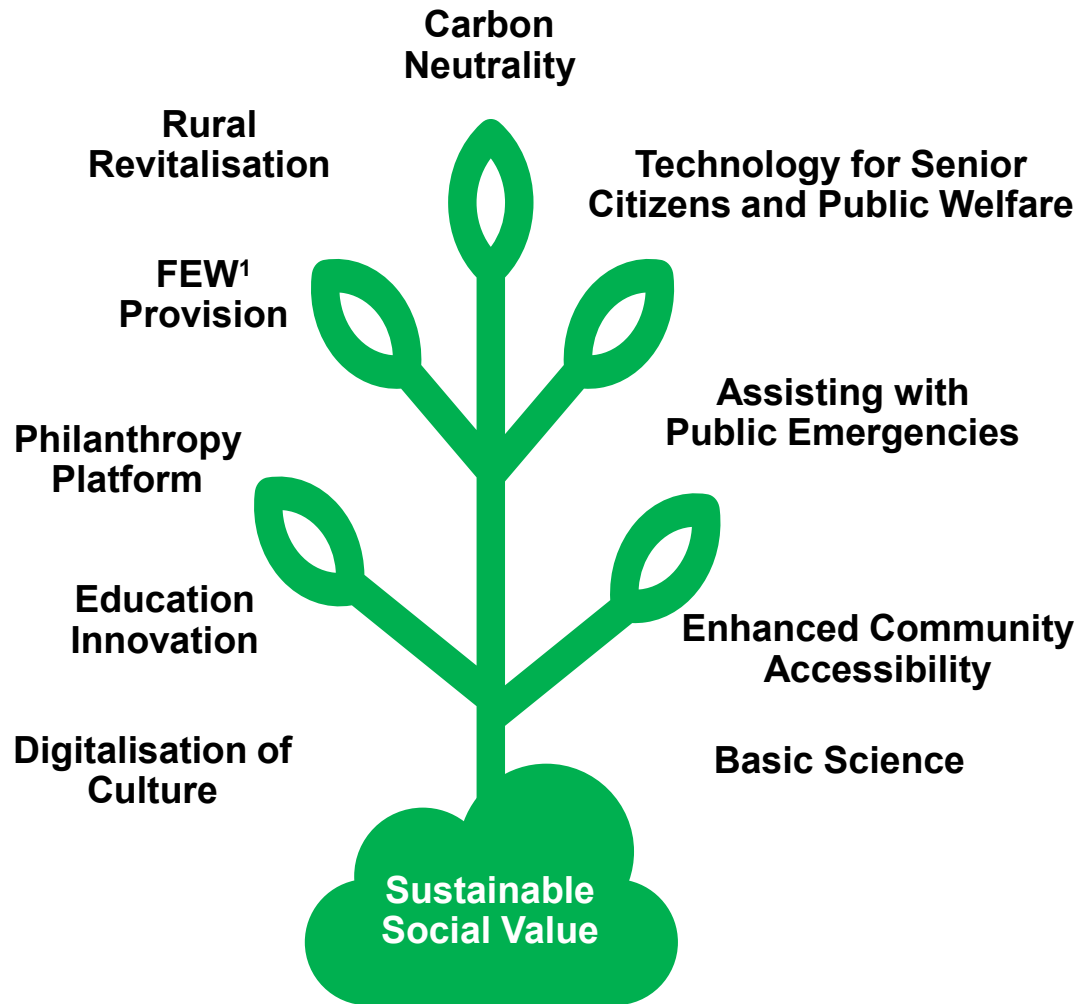 Carbon
Neutrality
Rural
Revitalisation
Technology for Senior
Citizens and Public Welfare
FEW¹
Provision
Assisting with
Public Emergencies
Philanthropy
Platform
Education
Innovation
Enhanced Community
Accessibility
Digitalisation of
Culture
Basic Science
Sustainable
Social Value